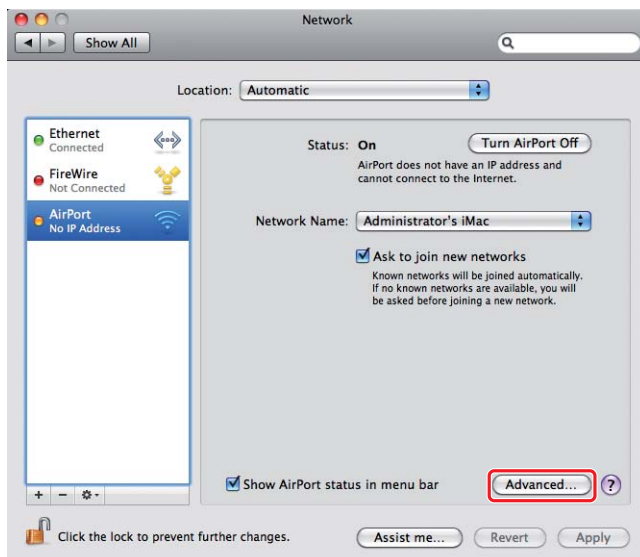 Network
Show All
Location: Automatic
Ethernet
Connected
FireWire
Not Connected
AirPort
No IP Address
Status: On
Turn AirPort Off
AirPort does not have an IP address and
cannot connect to the Internet.
Network Name: Administrator's iMac
Ask to join new networks
Known networks will be joined automatically.
If no known networks are available, you will
be asked before joining a new network.
Show AirPort status in menu bar
Advanced...
?
Click the lock to prevent further changes.
Assist me...
Revert
Apply